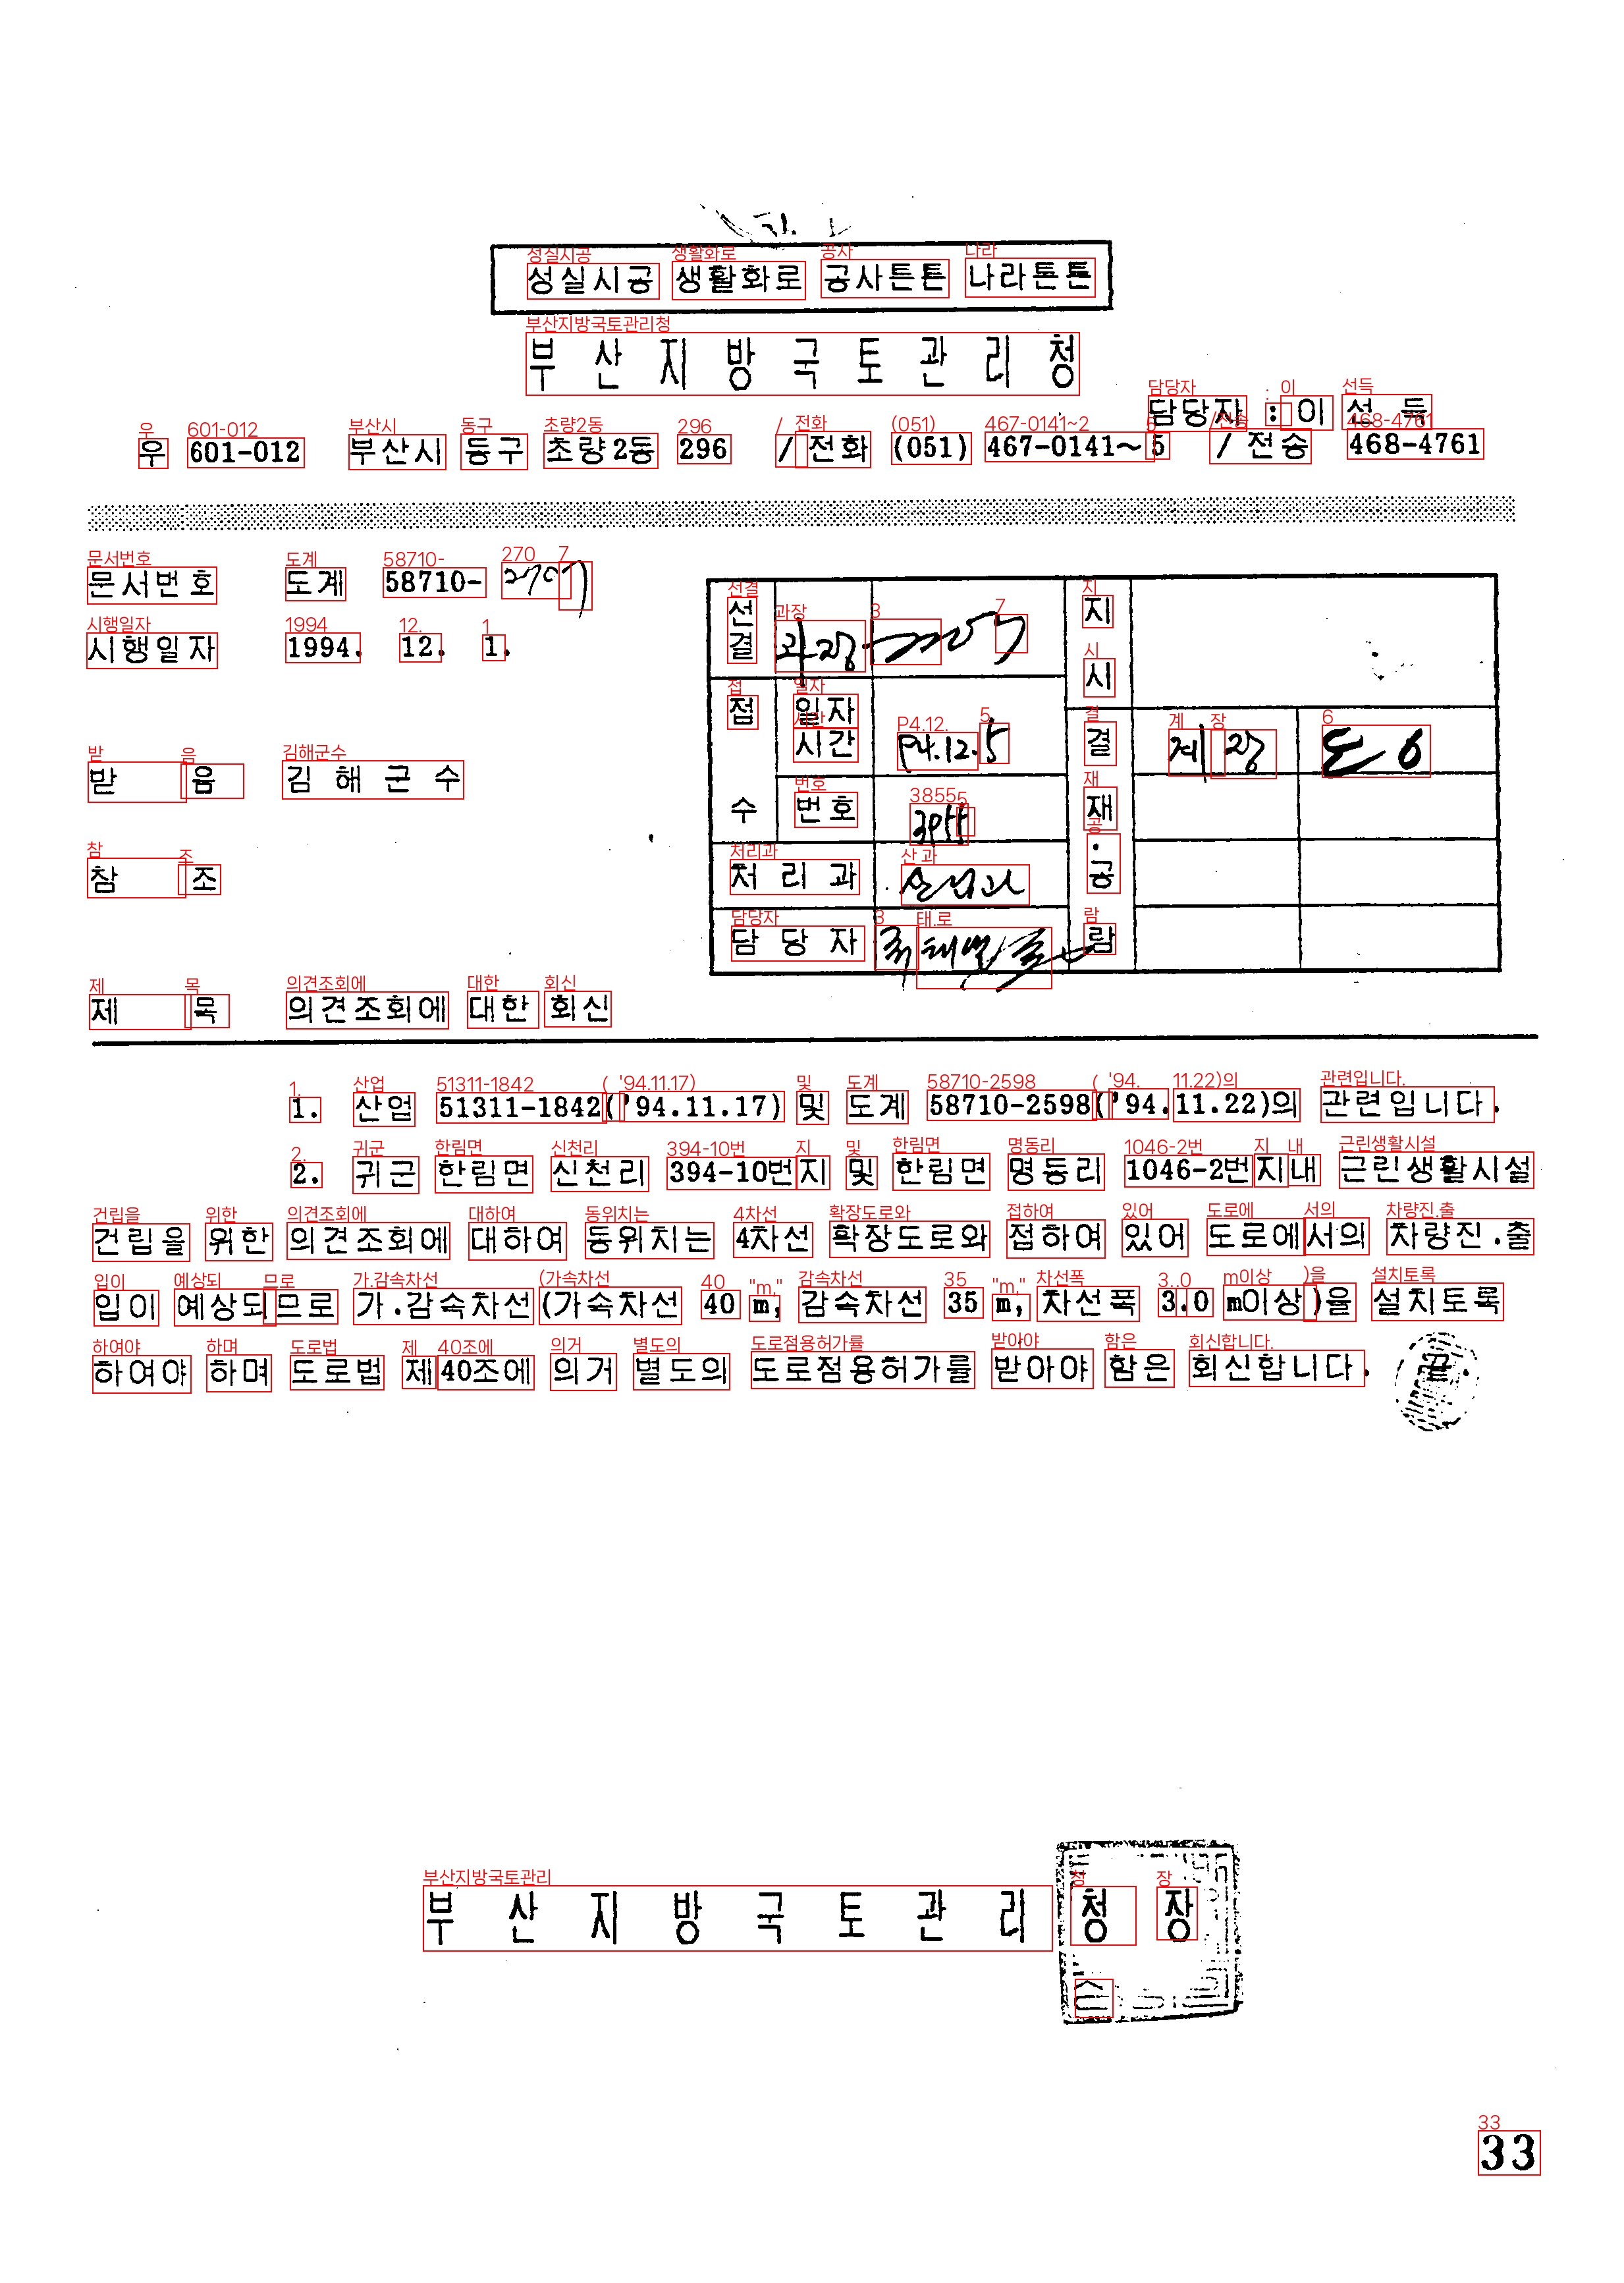 성실시공 생활화로 공사튼튼 나라튼튼
부 산 지 방 국 토 관 리 청
담당자 : 이 선 득
우 601-012 부산시 동구 초량2동 296 / 전화 (051) 467-0141~5 / 전송 468-4761
문서번호 도계 58710-2707
시행일자 1994. 12. 1.
받 음 김 해 군 수
참 조
제 목 의견조회에 대한 회신
선결 과장 지시
접수 일자 시간 94.12.5 결재·공람 계장
번호 3855
처 리 과 산업과
담 당 자
1. 산업 51311-1842('94.11.17) 및 도계 58710-2598('94.11.22)의 관련입니다.
2. 귀군 한림면 신천리 394-10번지 및 한림면 명동리 1046-2번지내 근린생활시설
건립을 위한 의견조회에 대하여 동위치는 4차선 확장도로와 접하여 있어 도로에서의 차량진.출
입이 예상되므로 가.감속차선(가속차선 40 m, 감속차선 35 m, 차선폭 3.0 m이상)을 설치토록
하여야 하며 도로법 제40조에 의거 별도의 도로점용허가를 받아야 함은 회신합니다. 끝.
부 산 지 방 국 토 관 리 청 장
33